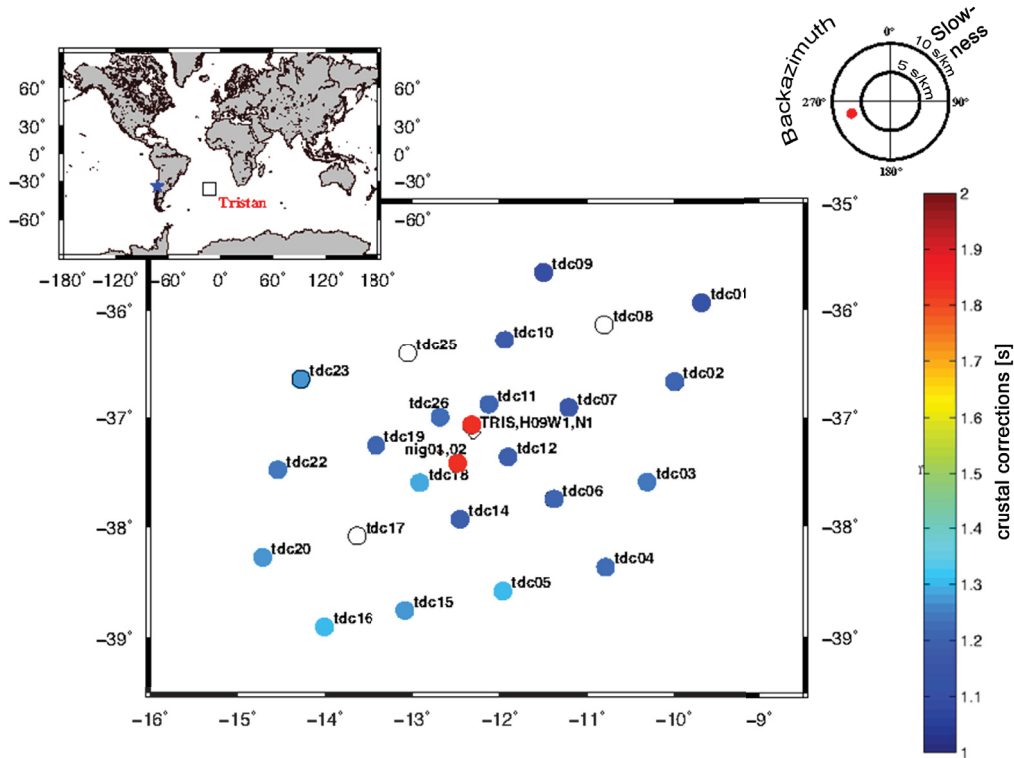 Backazimuth
Slow-
ness
0°
10 s/km
5 s/km
270°
90°
180°
60°
30°
0°
−30°
−60°
60°
30°
0°
−30°
−60°
Tristan
−180° −120° −60° 0° 60° 120° 180°
−35°
−36°
−37°
−38°
−39°
−36°
−37°
−38°
−39°
tdc09
tdc01
tdc08
tdc10
tdc25
tdc23
tdc02
tdc11
tdc07
tdc26
TRIS,H09W1,N1
tdc19
nig01,02
tdc12
tdc22
tdc18
tdc03
tdc06
tdc14
tdc17
tdc20
tdc04
tdc05
tdc15
tdc16
−16° −15° −14° −13° −12° −11° −10° −9°
2
1.9
1.8
1.7
1.6
1.5
1.4
1.3
1.2
1.1
1
crustal corrections [s]